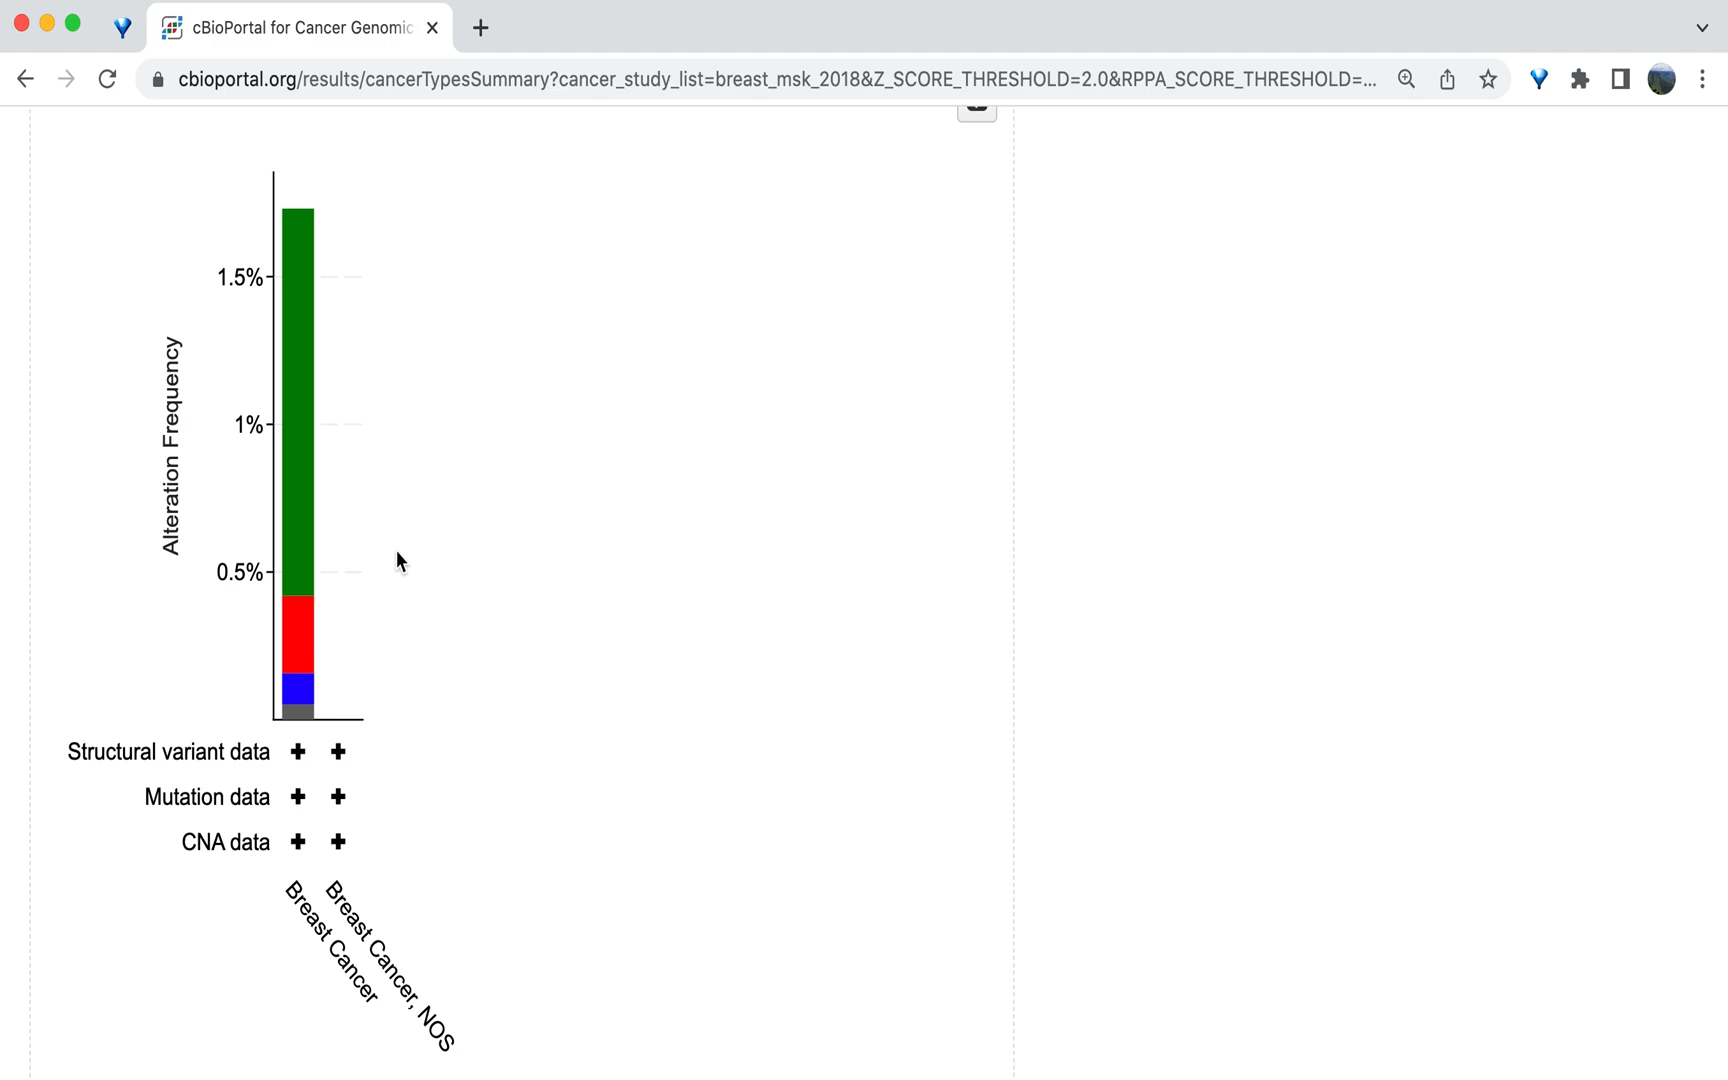 cBioPortal for Cancer Genomic
cbioportal.org/results/cancerTypesSummary?cancer_study_list=breast_msk_2018&Z_SCORE_THRESHOLD=2.0&RPPA_SCORE_THRESHOLD=...
Alteration Frequency
1.5%
1%
0.5%
Structural variant data
Mutation data
CNA data
Breast Cancer
Breast Cancer, NOS